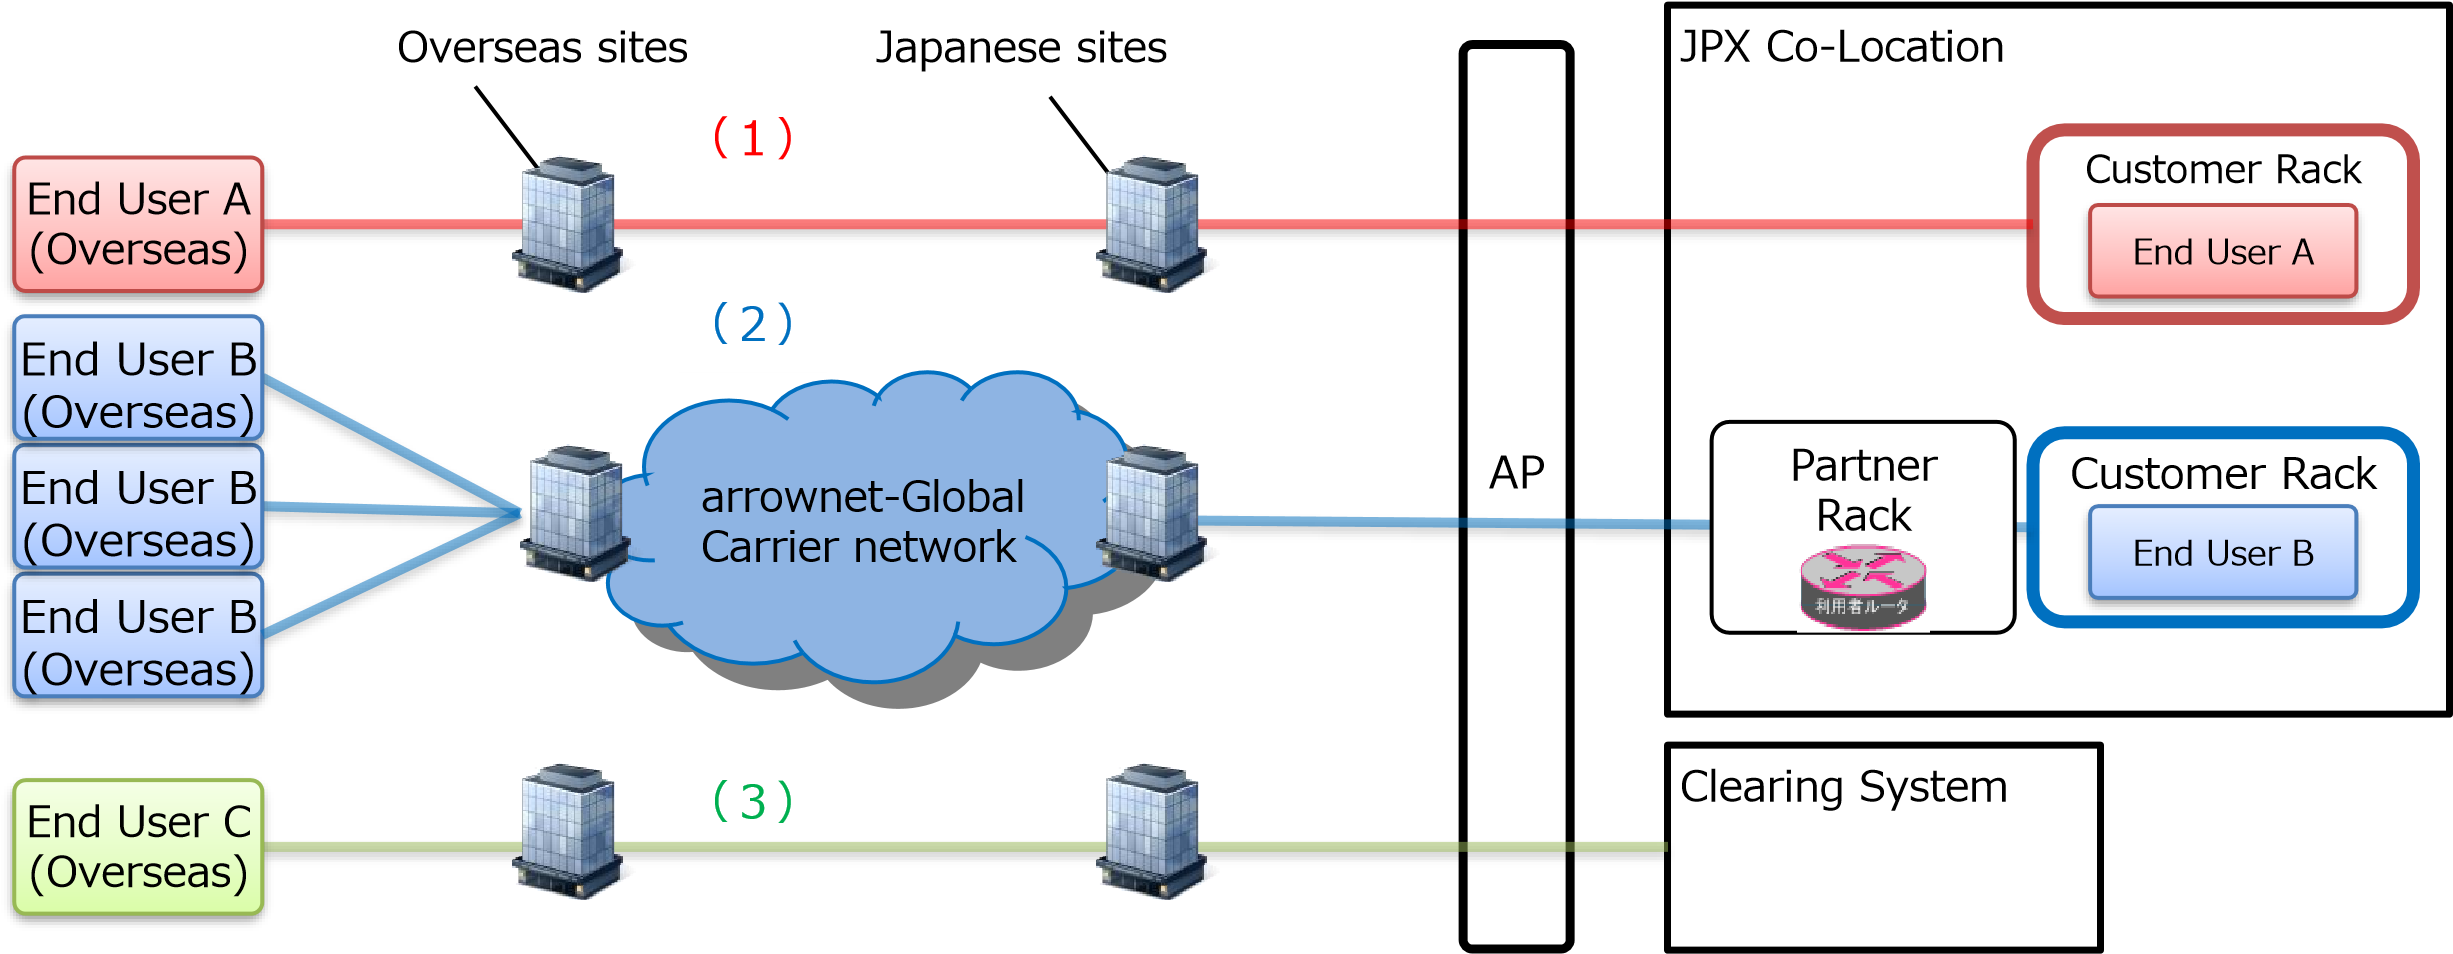 Overseas sites
Japanese sites
JPX Co-Location
(1)
End User A
(Overseas)
Customer Rack
End User A
(2)
End User B
(Overseas)
End User B
(Overseas)
End User B
(Overseas)
arrownet-Global
Carrier network
AP
Partner
Rack
利用者ルータ
Customer Rack
End User B
(3)
End User C
(Overseas)
Clearing System